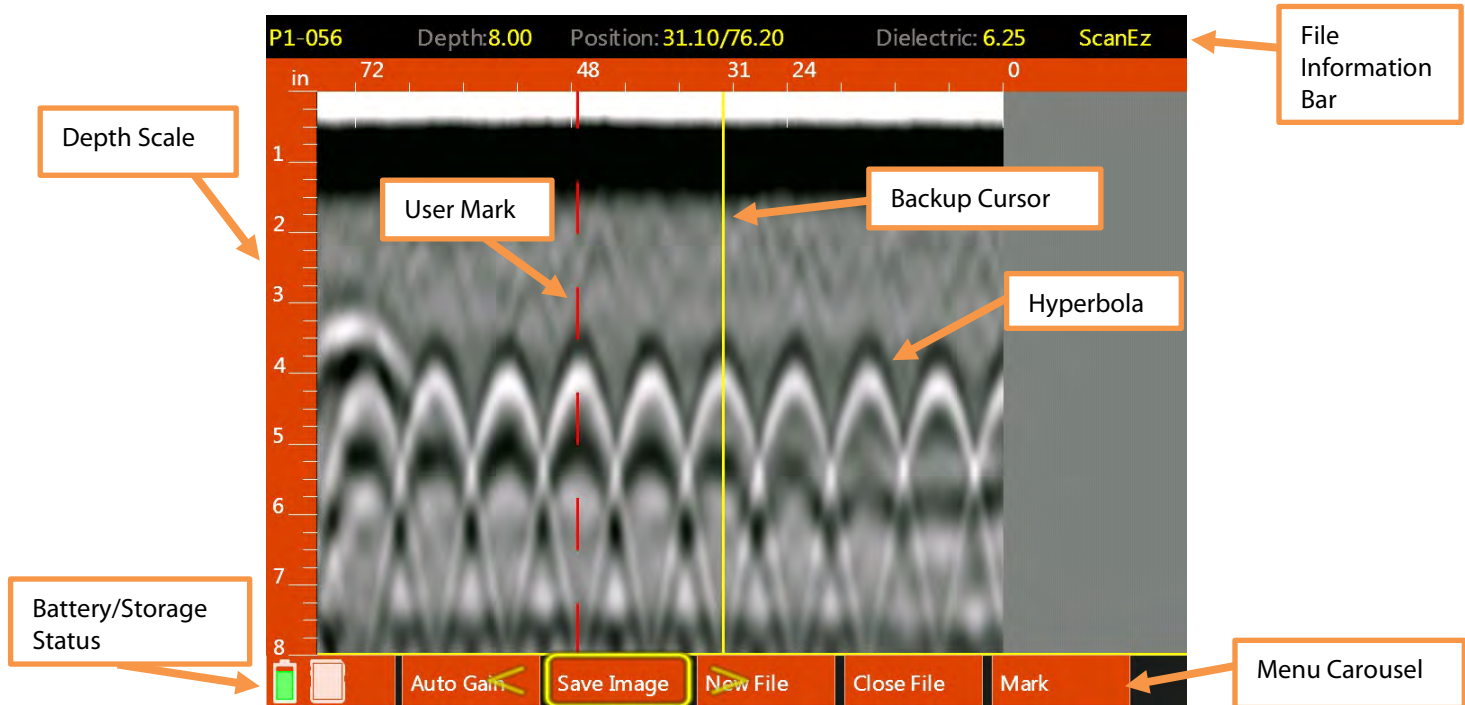 P1-056 Depth:8.00 Position:31.10/76.20 Dielectric: 6.25 ScanEz
File
Information
Bar
in 72 48 31 24 0
Depth Scale
1
Backup Cursor
User Mark
2
3
Hyperbola
4
5
6
7
Battery/Storage
Status
8
Menu Carousel
Auto Gain < Save Image > New File Close File Mark